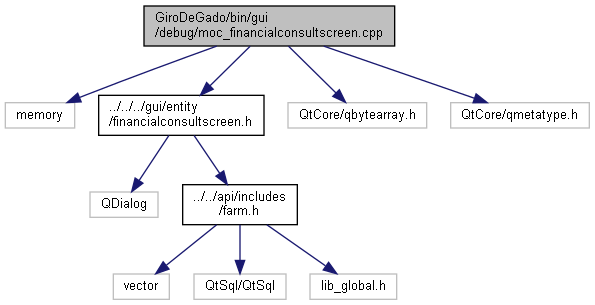 GiroDeGado/bin/gui
/debug/moc_financialconsultscreen.cpp
memory
../../../gui/entity
/financialconsultscreen.h
QtCore/qbytearray.h
QtCore/qmetatype.h
QDialog
../../api/includes
/farm.h
vector
QtSql/QtSql
lib_global.h